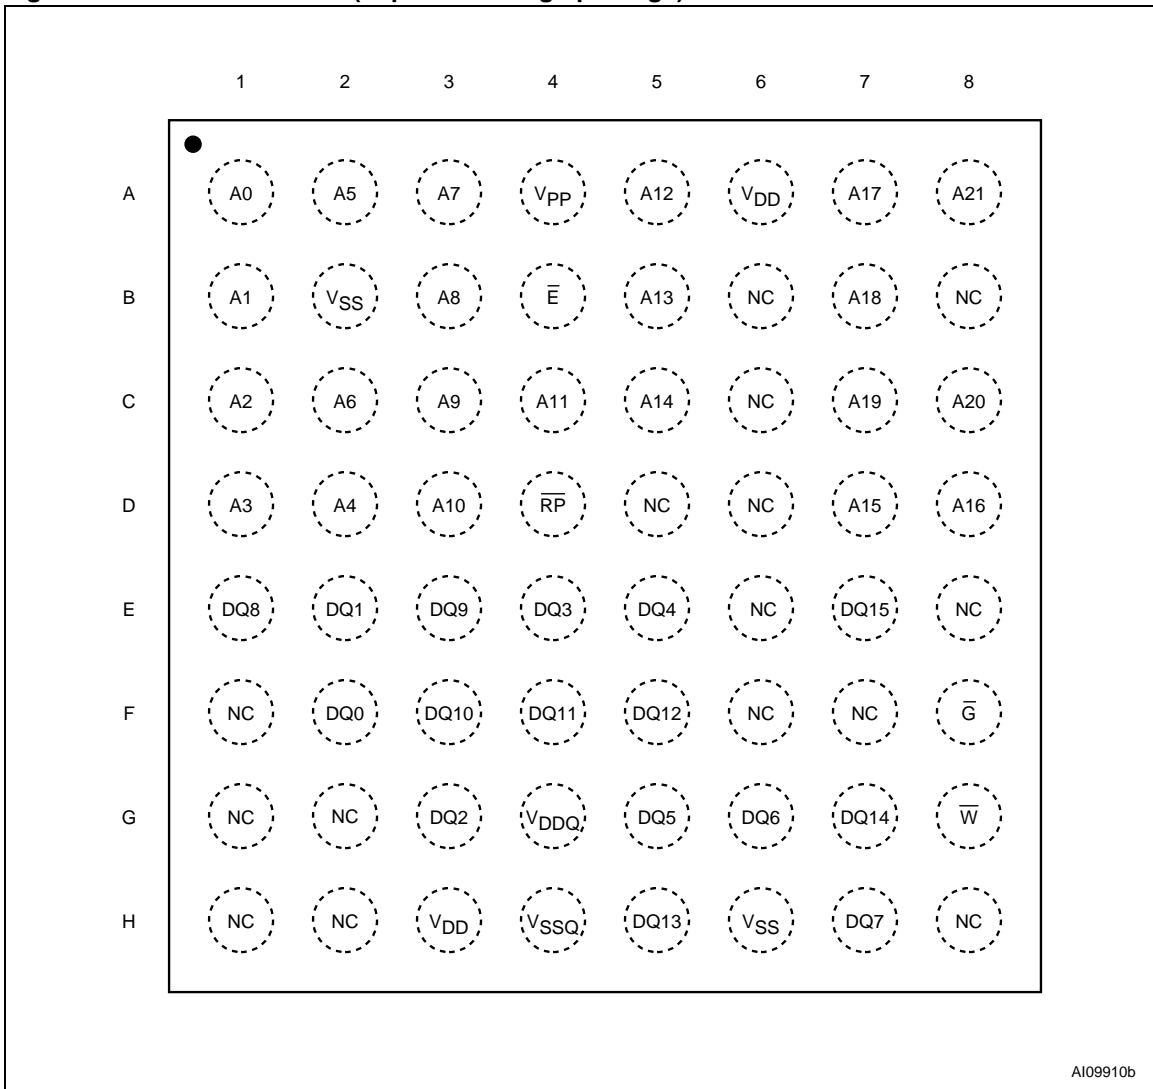 1 2 3 4 5 6 7 8
A A0 A5 A7 VPP A12 VDD A17 A21
B A1 VSS A8 E̅ A13 NC A18 NC
C A2 A6 A9 A11 A14 NC A19 A20
D A3 A4 A10 R̅P̅ NC NC A15 A16
E DQ8 DQ1 DQ9 DQ3 DQ4 NC DQ15 NC
F NC DQ0 DQ10 DQ11 DQ12 NC NC G̅
G NC NC DQ2 VDDQ DQ5 DQ6 DQ14 W̅
H NC NC VDD VSSQ DQ13 VSS DQ7 NC
AI09910b